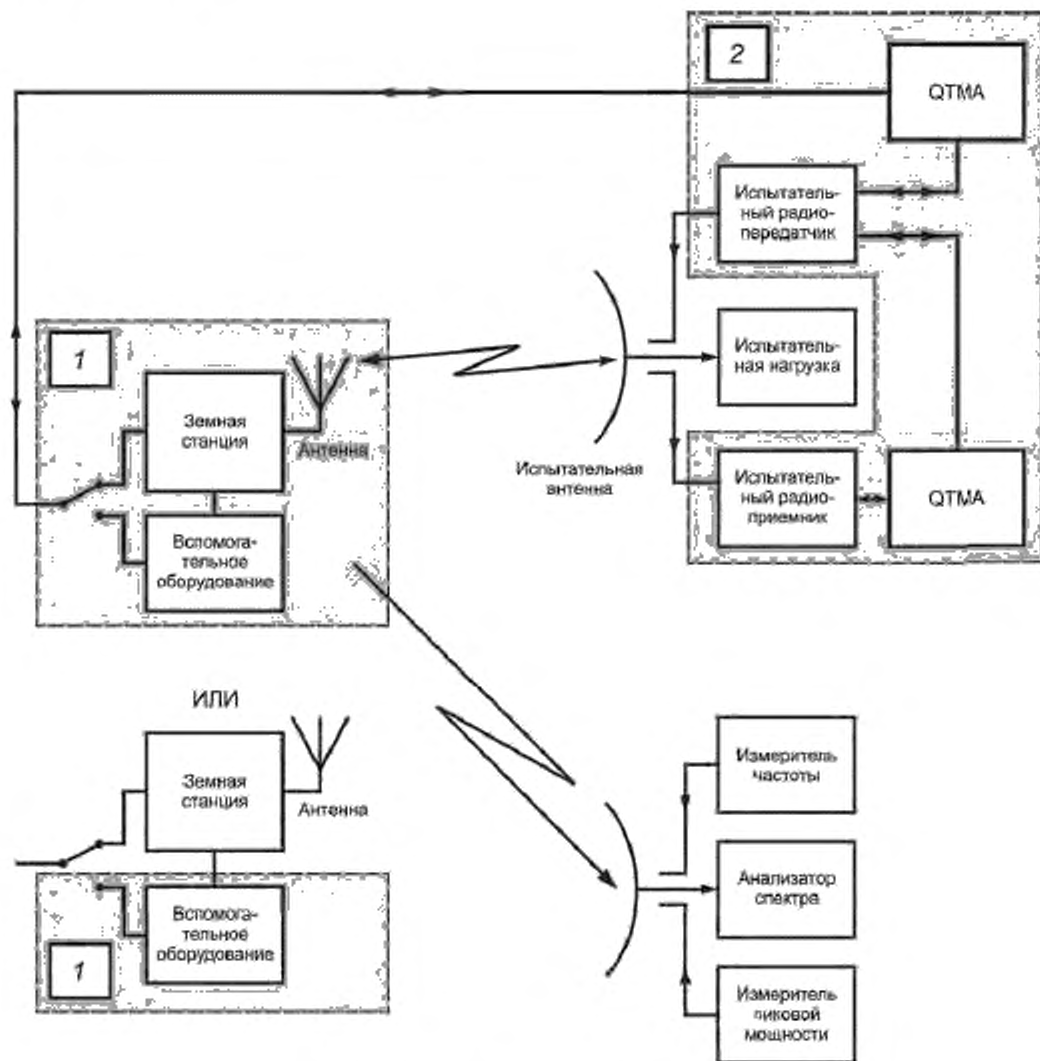 2
QTMA
Испытатель-
ный радио-
передатчик
1
Испытатель-
ная нагрузка
Земная
станция
Антенна
Испытательная
антенна
Испытатель-
ный радио-
приемник
QTMA
Вспомога-
тельное
оборудование
ИЛИ
Земная
станция
Антенна
Измеритель
частоты
Анализатор
спектра
Вспомога-
тельное
оборудование
1
Измеритель
пиковой
мощности